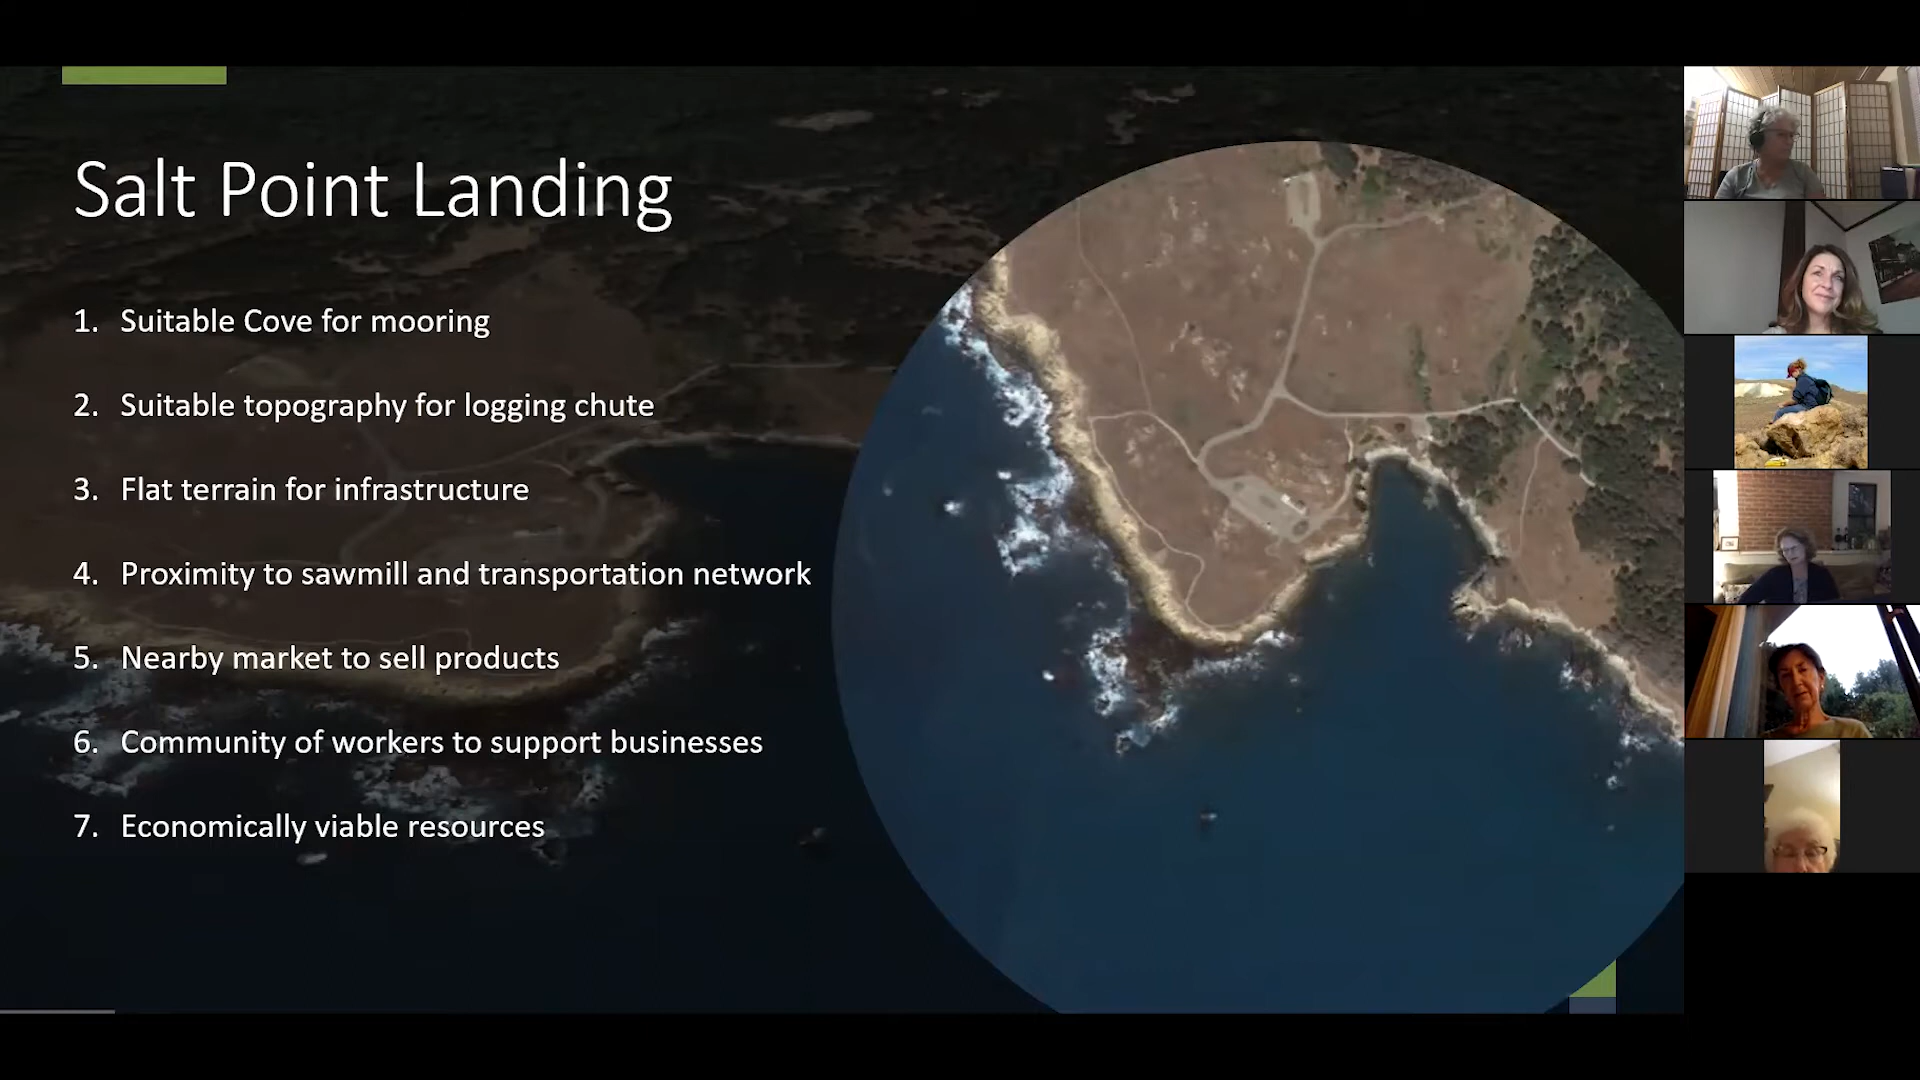 Salt Point Landing
1. Suitable Cove for mooring
2. Suitable topography for logging chute
3. Flat terrain for infrastructure
4. Proximity to sawmill and transportation network
5. Nearby market to sell products
6. Community of workers to support businesses
7. Economically viable resources